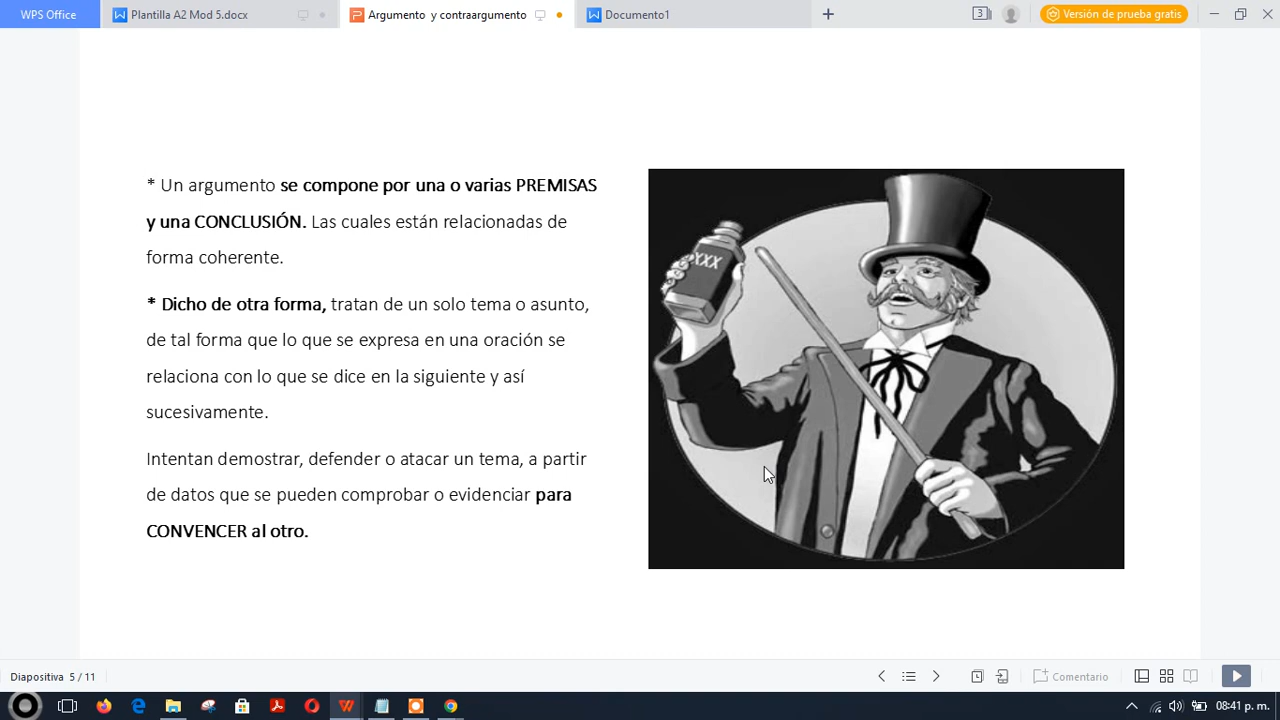 WPS Office
Plantilla A2 Mod 5.docx
Argumento y contraargumento
Documento1
3
Versión de prueba gratis
* Un argumento se compone por una o varias PREMISAS
y una CONCLUSIÓN. Las cuales están relacionadas de
forma coherente.
* Dicho de otra forma, tratan de un solo tema o asunto,
de tal forma que lo que se expresa en una oración se
relaciona con lo que se dice en la siguiente y así
sucesivamente.
Intentan demostrar, defender o atacar un tema, a partir
de datos que se pueden comprobar o evidenciar para
CONVENCER al otro.
XXX
Diapositiva 5 / 11
Comentario
08:41 p. m.